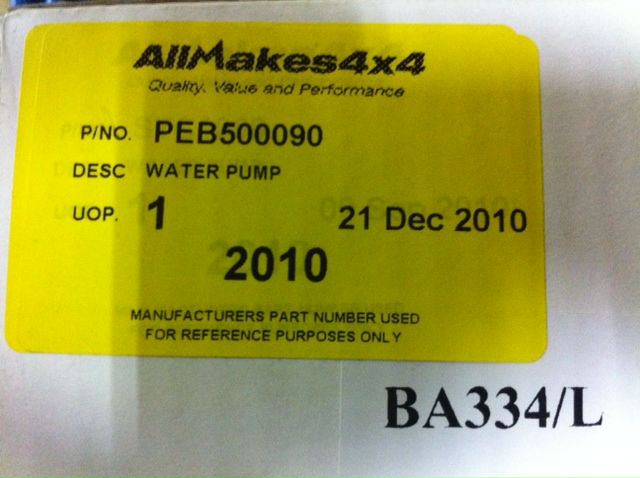 AllMakes4x4
Quality, Value and Performance
P/NO. PEB500090
DESC WATER PUMP
UOP. 1 21 Dec 2010
2010
MANUFACTURERS PART NUMBER USED
FOR REFERENCE PURPOSES ONLY
BA334/L